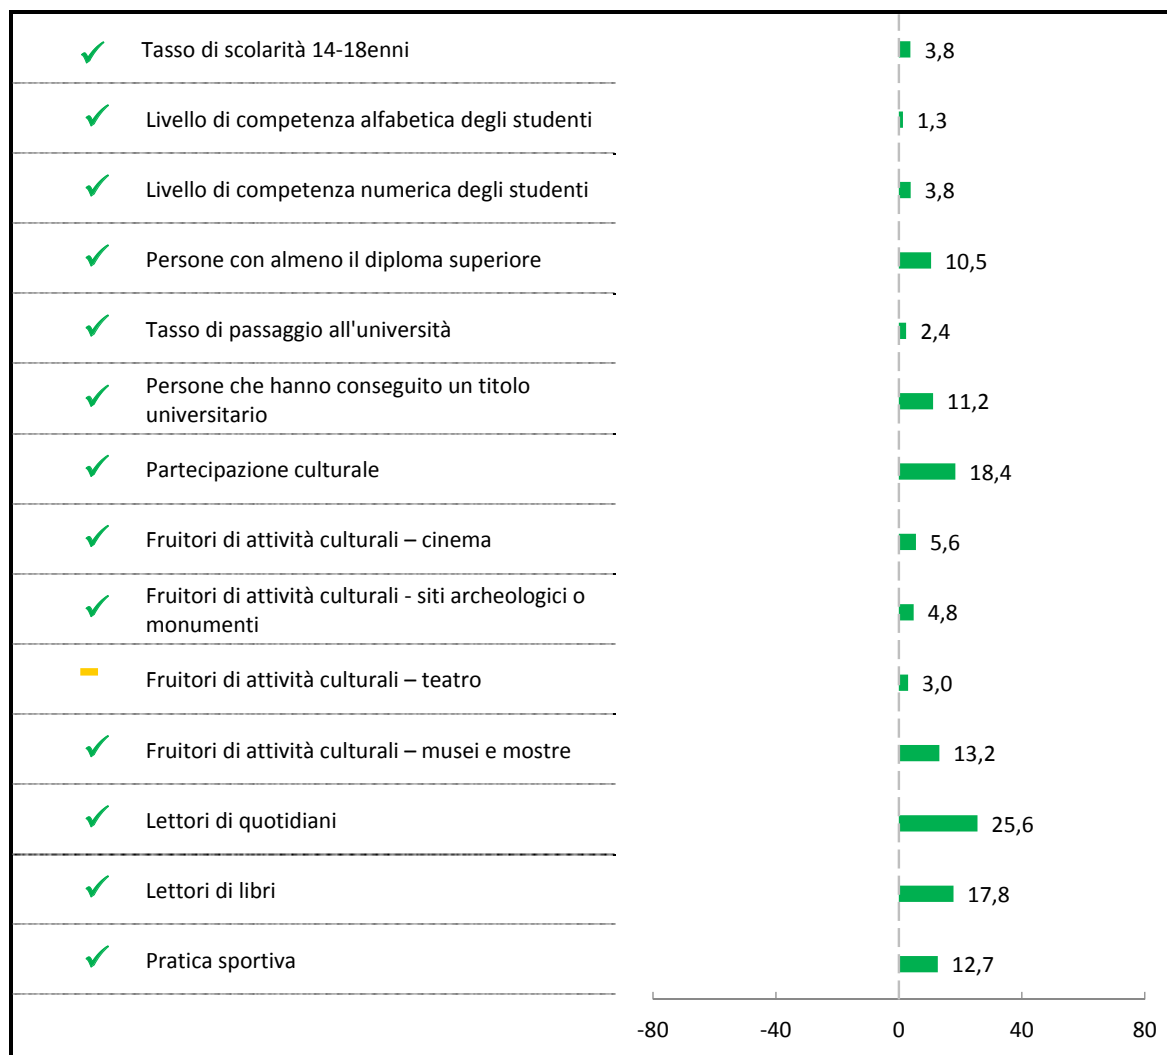 Tasso di scolarità 14-18enni
3,8
Livello di competenza alfabetica degli studenti
1,3
Livello di competenza numerica degli studenti
3,8
Persone con almeno il diploma superiore
10,5
Tasso di passaggio all'università
2,4
Persone che hanno conseguito un titolo
universitario
11,2
Partecipazione culturale
18,4
Fruitori di attività culturali – cinema
5,6
Fruitori di attività culturali - siti archeologici o
monumenti
4,8
Fruitori di attività culturali – teatro
3,0
Fruitori di attività culturali – musei e mostre
13,2
Lettori di quotidiani
25,6
Lettori di libri
17,8
Pratica sportiva
12,7
-80 -40 0 40 80